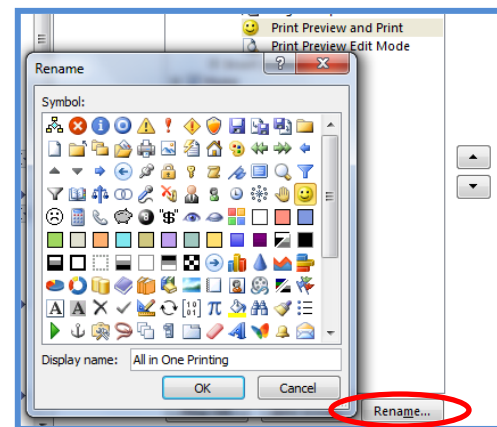 Print Preview and Print
Print Preview Edit Mode
Rename
Symbol:
Display name: All in One Printing
OK Cancel
Rename...